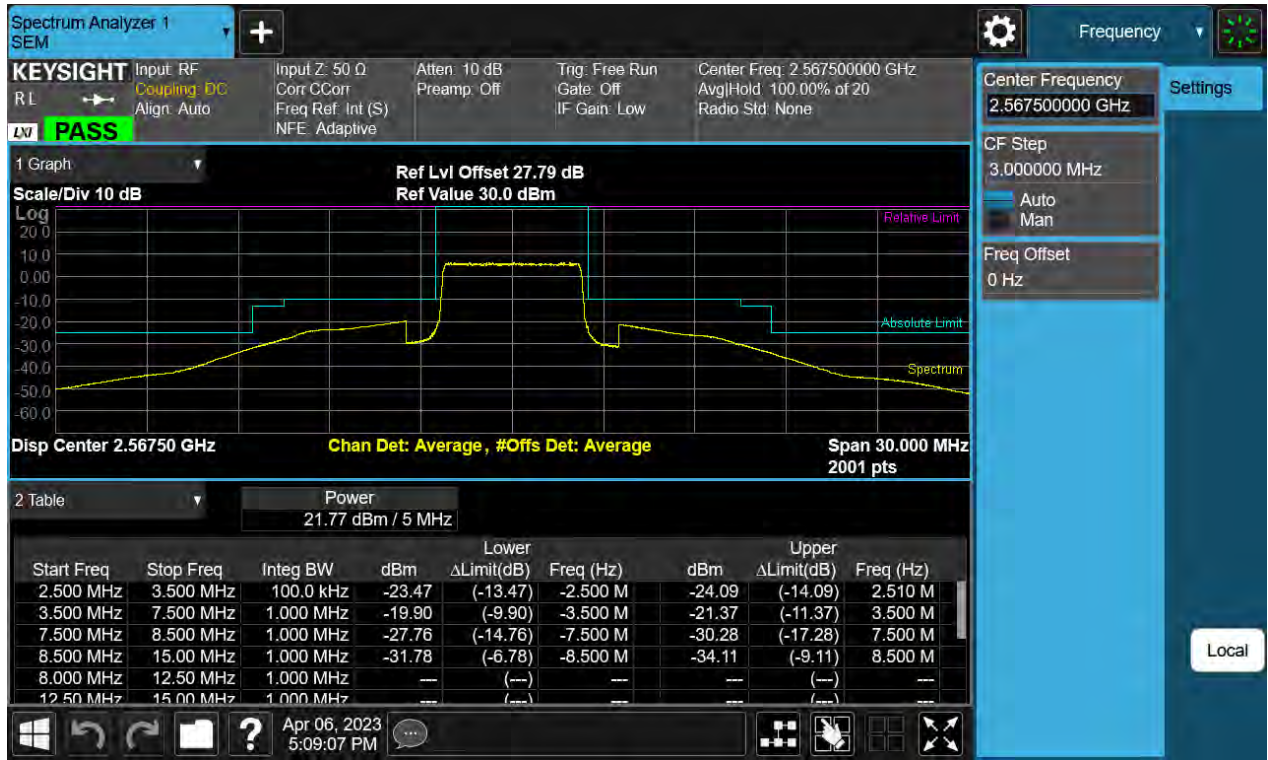 Spectrum Analyzer 1
SEM
+
Frequency
KEYSIGHT
RL
LXI
PASS
Input: RF
Coupling: DC
Align: Auto
Input Z: 50 Ω
Corr CCorr
Freq Ref: Int (S)
NFE: Adaptive
Atten: 10 dB
Preamp: Off
Trig: Free Run
Gate: Off
IF Gain: Low
Center Freq: 2.567500000 GHz
Avg|Hold: 100.00% of 20
Radio Std: None
Center Frequency
2.567500000 GHz
Settings
CF Step
3.000000 MHz
Auto
Man
Freq Offset
0 Hz
1 Graph
Scale/Div 10 dB
Ref Lvl Offset 27.79 dB
Ref Value 30.0 dBm
Log
20.0
10.0
0.00
-10.0
-20.0
-30.0
-40.0
-50.0
-60.0
Relative Limit
Absolute Limit
Spectrum
Disp Center 2.56750 GHz
Chan Det: Average , #Offs Det: Average
Span 30.000 MHz
2001 pts
2 Table
Power
21.77 dBm / 5 MHz
Lower Upper
Start Freq Stop Freq Integ BW dBm ΔLimit(dB) Freq (Hz) dBm ΔLimit(dB) Freq (Hz)
2.500 MHz 3.500 MHz 100.0 kHz -23.47 (-13.47) -2.500 M -24.09 (-14.09) 2.510 M
3.500 MHz 7.500 MHz 1.000 MHz -19.90 (-9.90) -3.500 M -21.37 (-11.37) 3.500 M
7.500 MHz 8.500 MHz 1.000 MHz -27.76 (-14.76) -7.500 M -30.28 (-17.28) 7.500 M
8.500 MHz 15.00 MHz 1.000 MHz -31.78 (-6.78) -8.500 M -34.11 (-9.11) 8.500 M
8.000 MHz 12.50 MHz 1.000 MHz --- (---) --- --- (---) ---
12.50 MHz 15.00 MHz 1.000 MHz --- (---) --- --- (---) ---
Local
?
Apr 06, 2023
5:09:07 PM